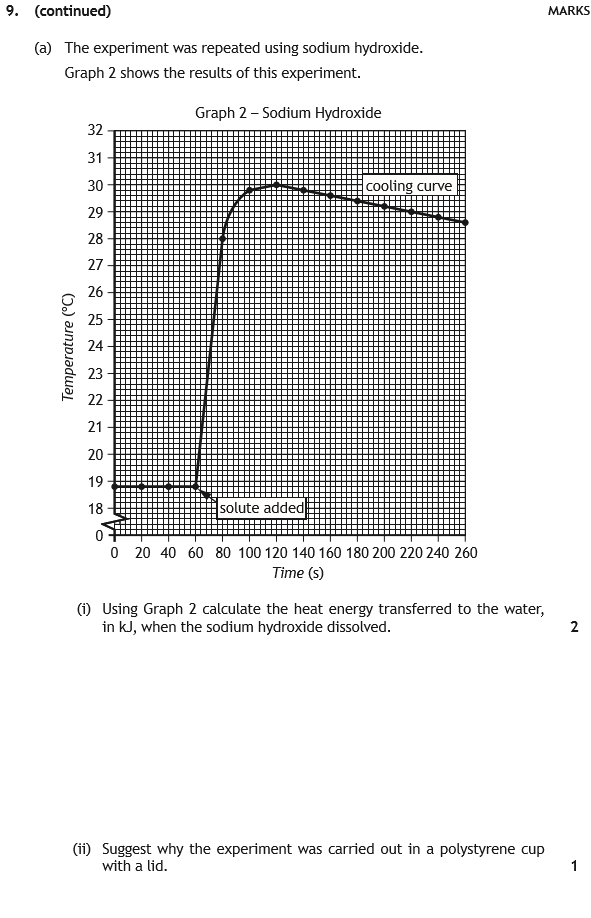 9. (continued) MARKS
(a) The experiment was repeated using sodium hydroxide.
Graph 2 shows the results of this experiment.
Graph 2 – Sodium Hydroxide
32
31
30
cooling curve
29
28
27
26
25
Temperature (°C)
24
23
22
21
20
19
18
solute added
0
0 20 40 60 80 100 120 140 160 180 200 220 240 260
Time (s)
(i) Using Graph 2 calculate the heat energy transferred to the water,
in kJ, when the sodium hydroxide dissolved. 2
(ii) Suggest why the experiment was carried out in a polystyrene cup
with a lid. 1